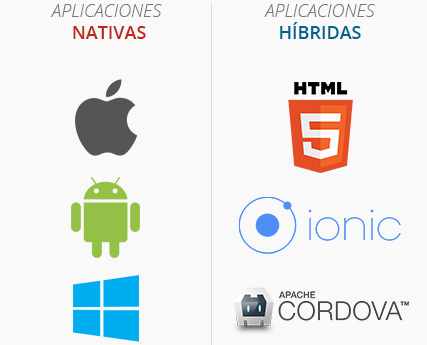 APLICACIONES
NATIVAS
APLICACIONES
HÍBRIDAS
HTML
5
ionic
APACHE
CORDOVA™